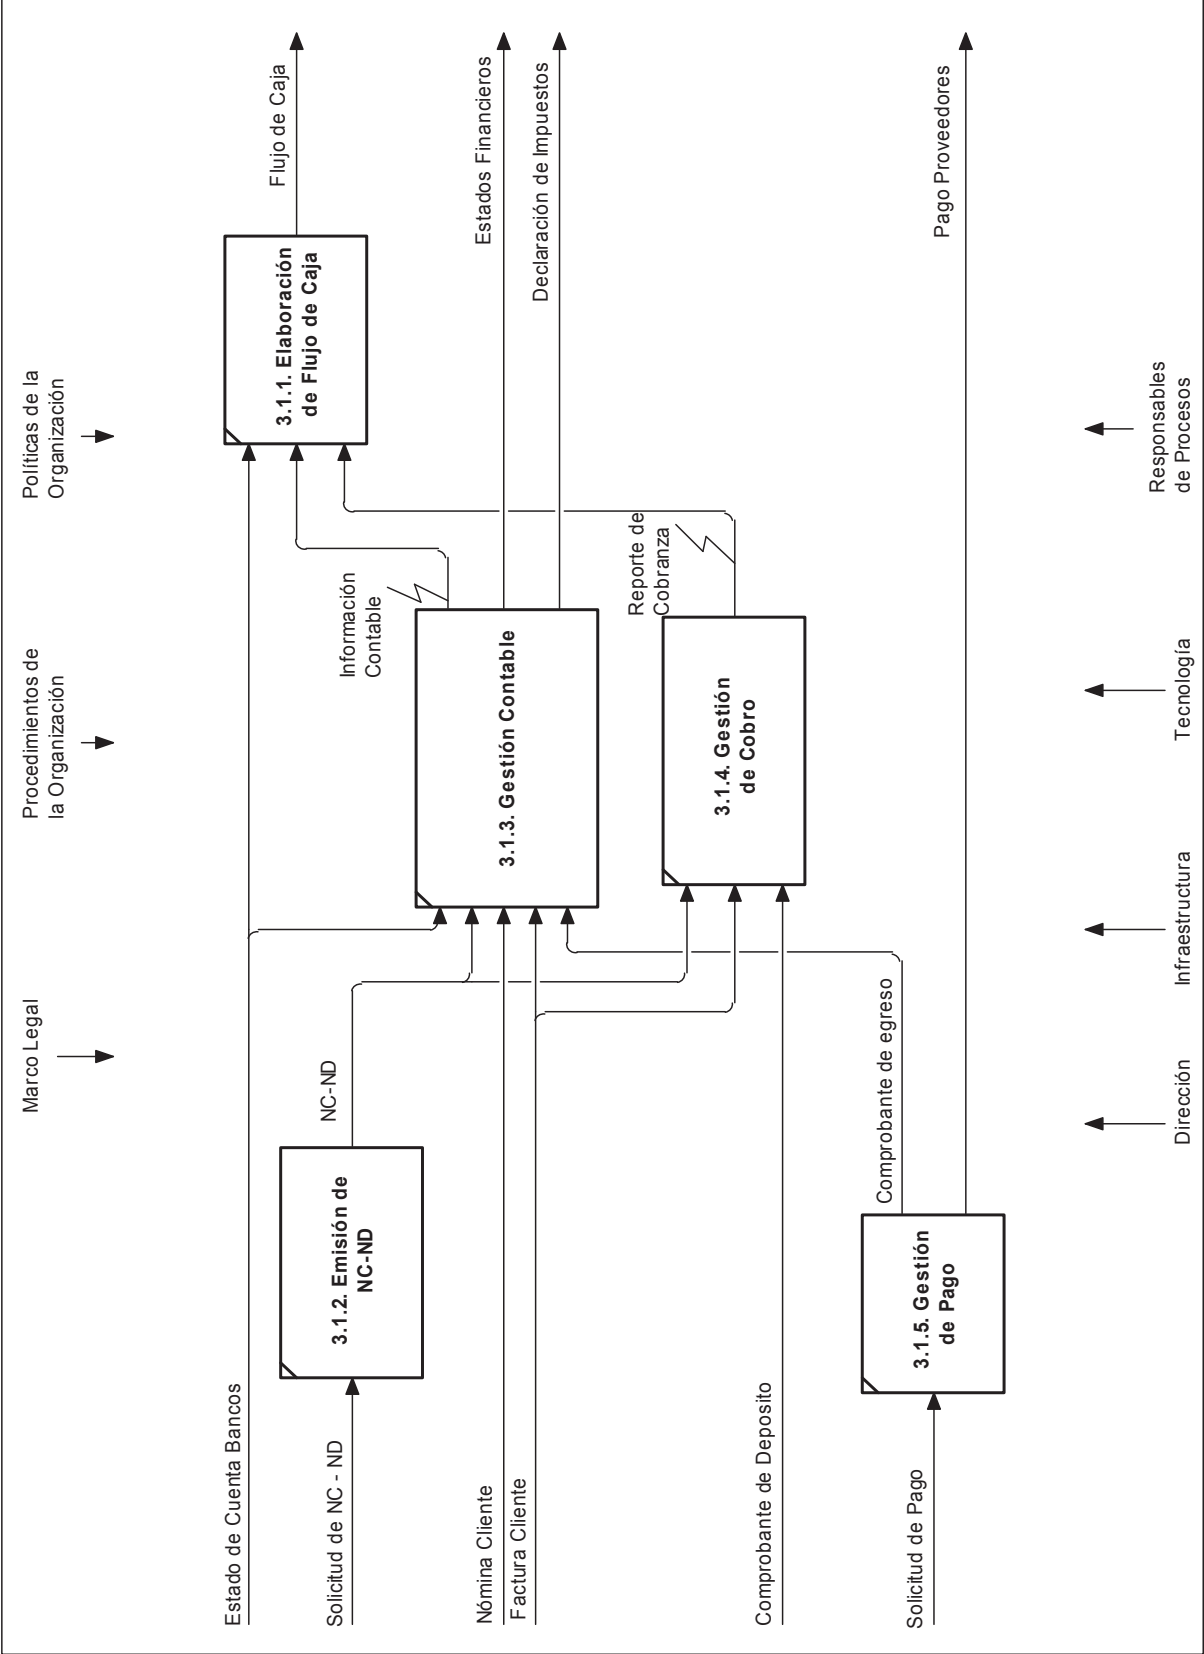 Marco Legal
Procedimientos de
la Organización
Políticas de la
Organización
Estado de Cuenta Bancos
Solicitud de NC - ND
3.1.2. Emisión de
NC-ND
NC-ND
3.1.1. Elaboración
de Flujo de Caja
Flujo de Caja
Información
Contable
Nómina Cliente
Factura Cliente
3.1.3. Gestión Contable
Estados Financieros
Declaración de Impuestos
Reporte de
Cobranza
3.1.4. Gestión
de Cobro
Comprobante de Deposito
Comprobante de egreso
Solicitud de Pago
3.1.5. Gestión
de Pago
Pago Proveedores
Dirección
Infraestructura
Tecnología
Responsables
de Procesos